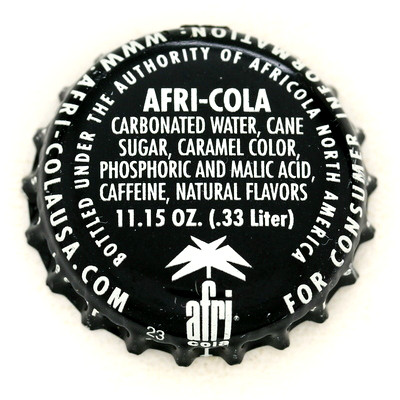 FOR CONSUMER INFORMATION: WWW.AFRI-COLAUSA.COM
BOTTLED UNDER THE AUTHORITY OF AFRICOLA NORTH AMERICA
AFRI-COLA
CARBONATED WATER, CANE
SUGAR, CARAMEL COLOR,
PHOSPHORIC AND MALIC ACID,
CAFFEINE, NATURAL FLAVORS
11.15 OZ. (.33 Liter)
afri®
cola
23